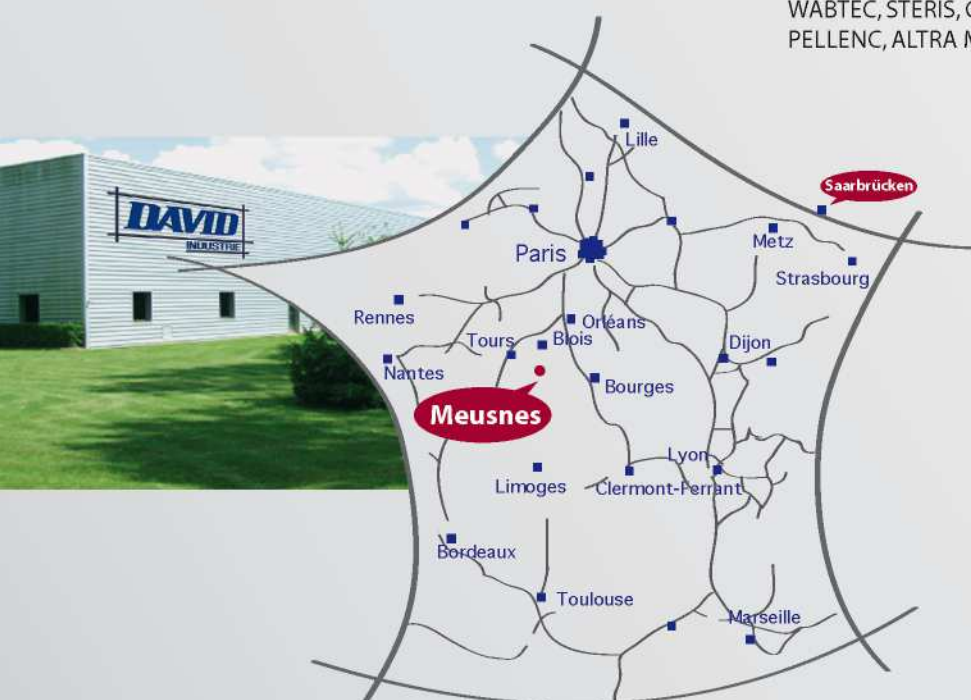 WABTEC, STERIS,
PELLENC, ALTRA
Lille
Saarbrücken
DAVID
INDUSTRIE
Paris
Metz
Strasbourg
Rennes
Orléans
Tours
Blois
Dijon
Nantes
Bourges
Meusnes
Lyon
Limoges
Clermont-Ferrant
Bordeaux
Toulouse
Marseille